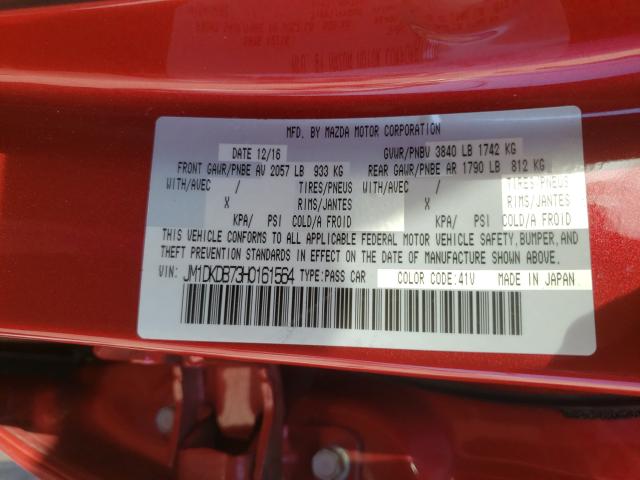 MFD. BY MAZDA MOTOR CORPORATION
DATE 12/16 GVWR/PNBV 3840 LB 1742 KG
FRONT GAWR/PNBE AV 2057 LB 933 KG REAR GAWR/PNBE AR 1790 LB 812 KG
WITH/AVEC / TIRES/PNEUS WITH/AVEC / TIRES/PNEUS
X RIMS/JANTES X RIMS/JANTES
KPA/ PSI COLD/A FROID KPA/ PSI COLD/A FROID
THIS VEHICLE CONFORMS TO ALL APPLICABLE FEDERAL MOTOR VEHICLE SAFETY, BUMPER, AND
THEFT PREVENTION STANDARDS IN EFFECT ON THE DATE OF MANUFACTURE SHOWN ABOVE.
VIN: JM1DKDB73H0161564 TYPE:PASS CAR COLOR CODE:41V MADE IN JAPAN